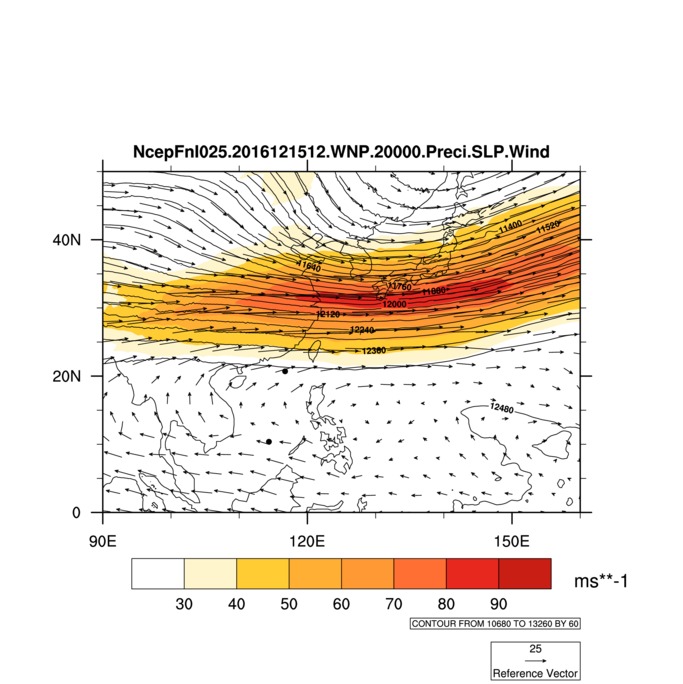 NcepFnl025.2016121512.WNP.20000.Preci.SLP.Wind
40N
20N
0
11400
11520
11640
11760
11880
12000
12120
12240
12360
12480
90E
120E
150E
30
40
50
60
70
80
90
ms**-1
CONTOUR FROM 10680 TO 13260 BY 60
25
Reference Vector